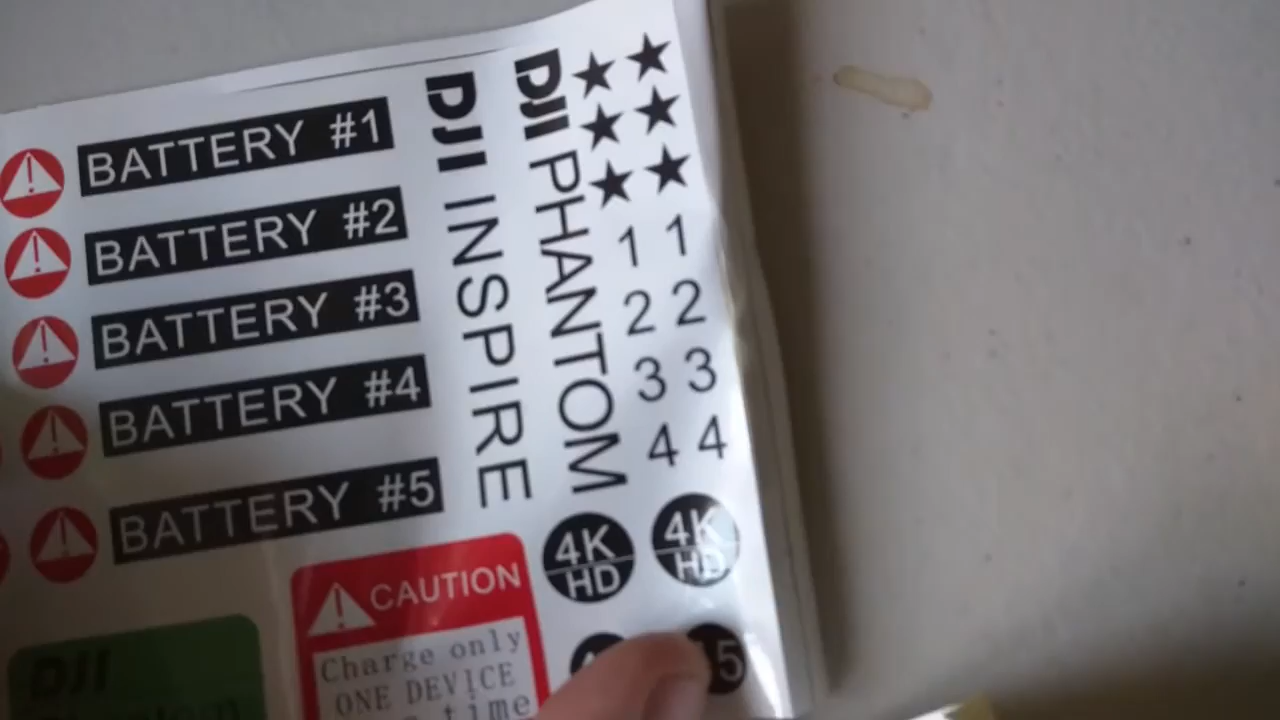 BATTERY #1
BATTERY #2
BATTERY #3
BATTERY #4
BATTERY #5
DJI INSPIRE
DJI PHANTOM
1 1
2 2
3 3
4 4
4K HD
4K HD
CAUTION
Charge only
ONE DEVICE
time
DJI
5